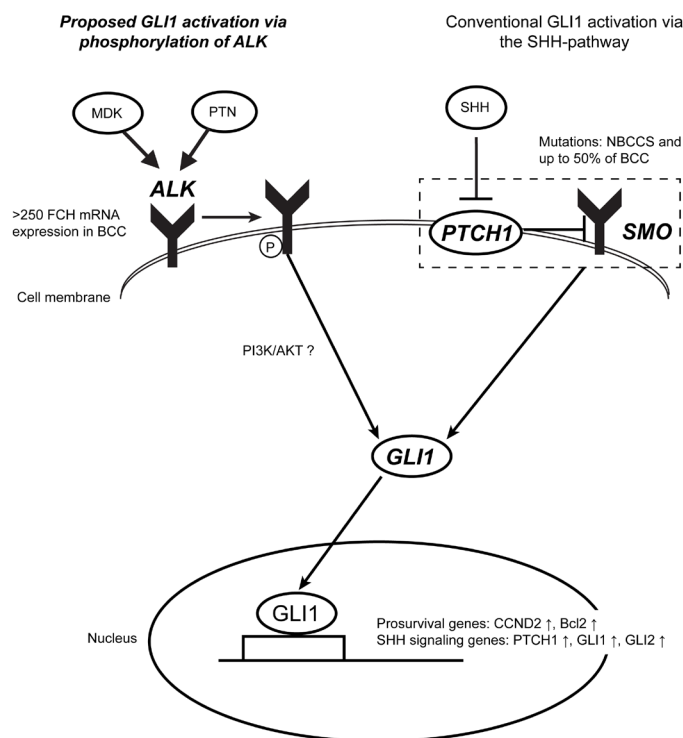 Proposed GLI1 activation via
phosphorylation of ALK
Conventional GLI1 activation via
the SHH-pathway
MDK
PTN
SHH
Mutations: NBCCS and
up to 50% of BCC
ALK
>250 FCH mRNA
expression in BCC
P
PTCH1
SMO
Cell membrane
PI3K/AKT ?
GLI1
GLI1
Nucleus
Prosurvival genes: CCND2 ↑, Bcl2 ↑
SHH signaling genes: PTCH1 ↑, GLI1 ↑, GLI2 ↑